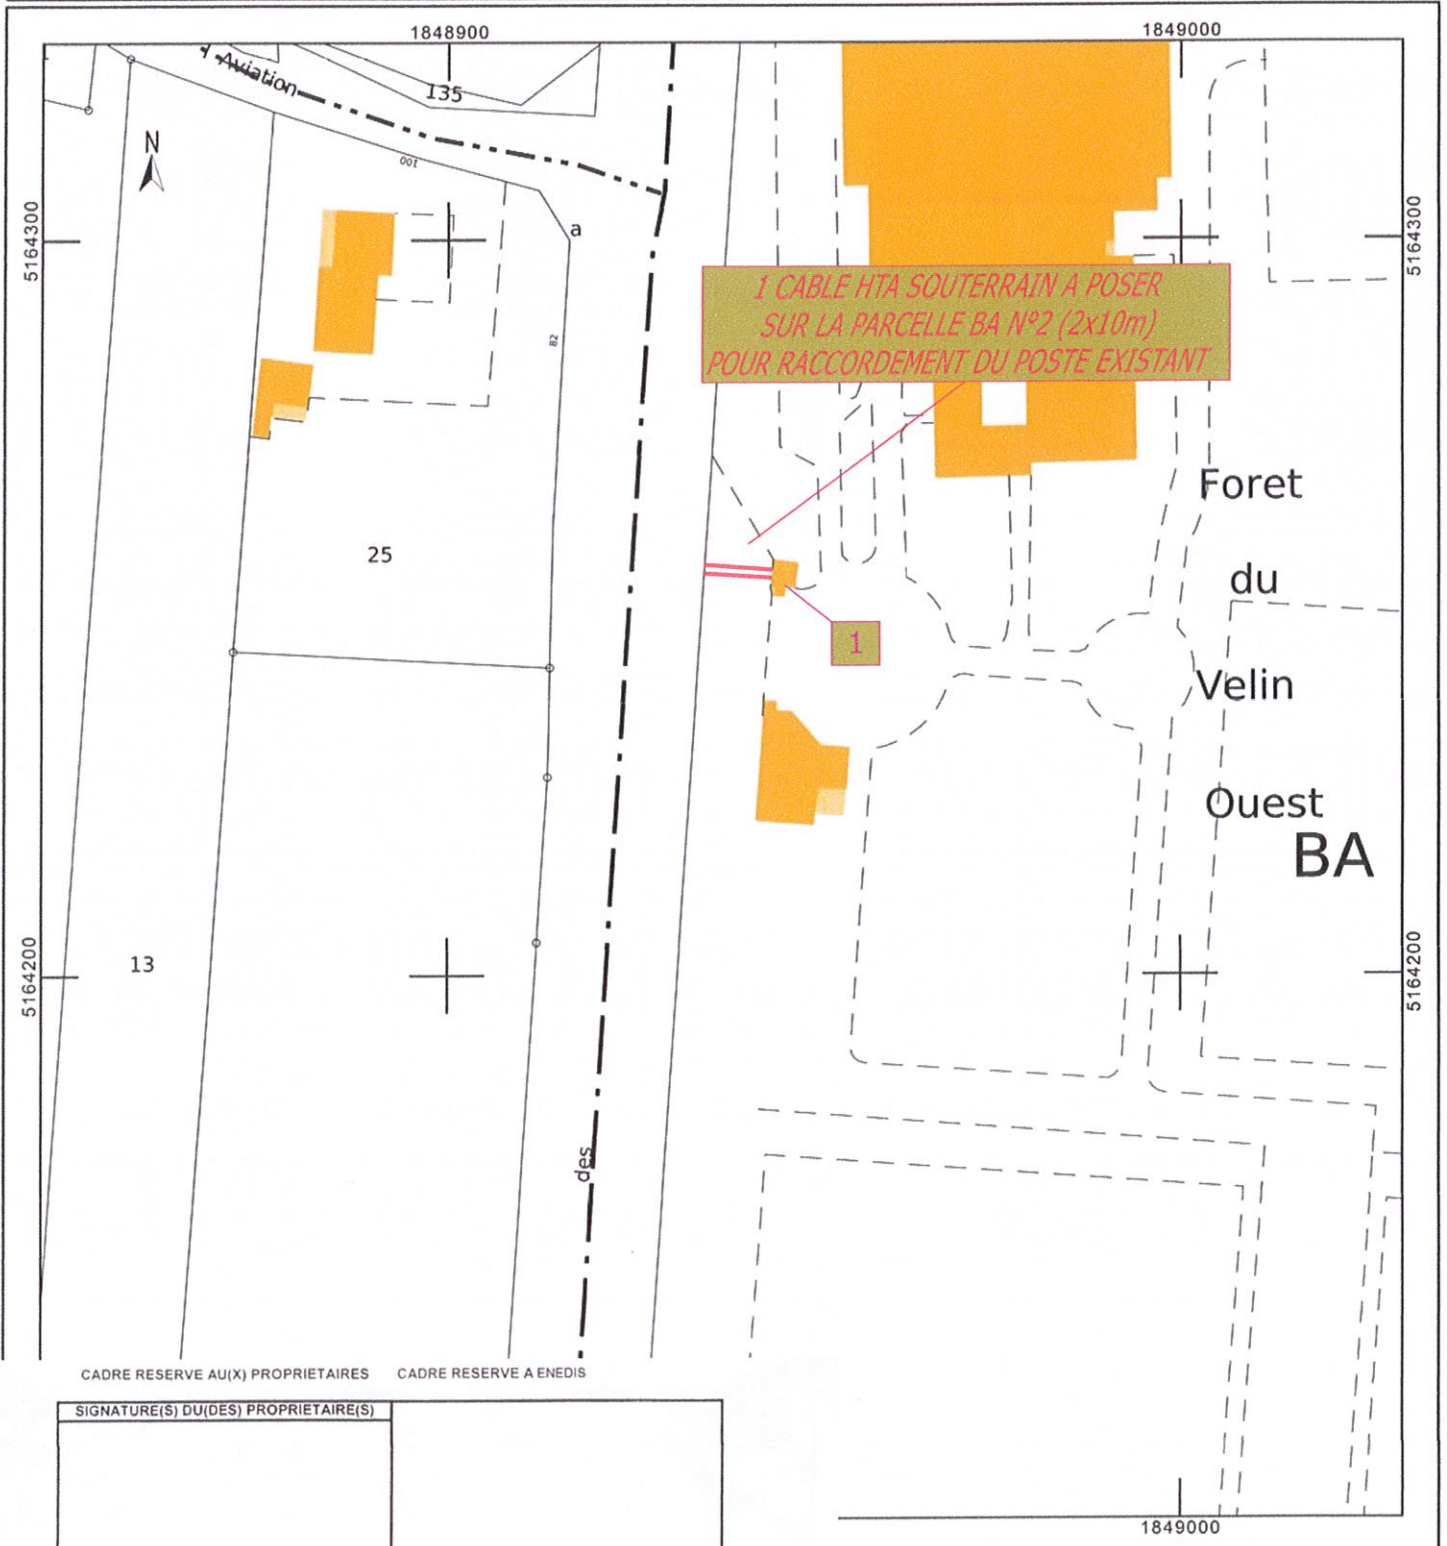 1848900
1849000
Aviation
135
N
100
5164300
5164300
a
1 CABLE HTA SOUTERRAIN A POSER
SUR LA PARCELLE BA N°2 (2x10m)
POUR RACCORDEMENT DU POSTE EXISTANT
82
Foret
25
du
1
Velin
Ouest
BA
13
5164200
5164200
des
CADRE RESERVE AU(X) PROPRIETAIRES CADRE RESERVE A ENEDIS
SIGNATURE(S) DU(DES) PROPRIETAIRE(S)
1849000